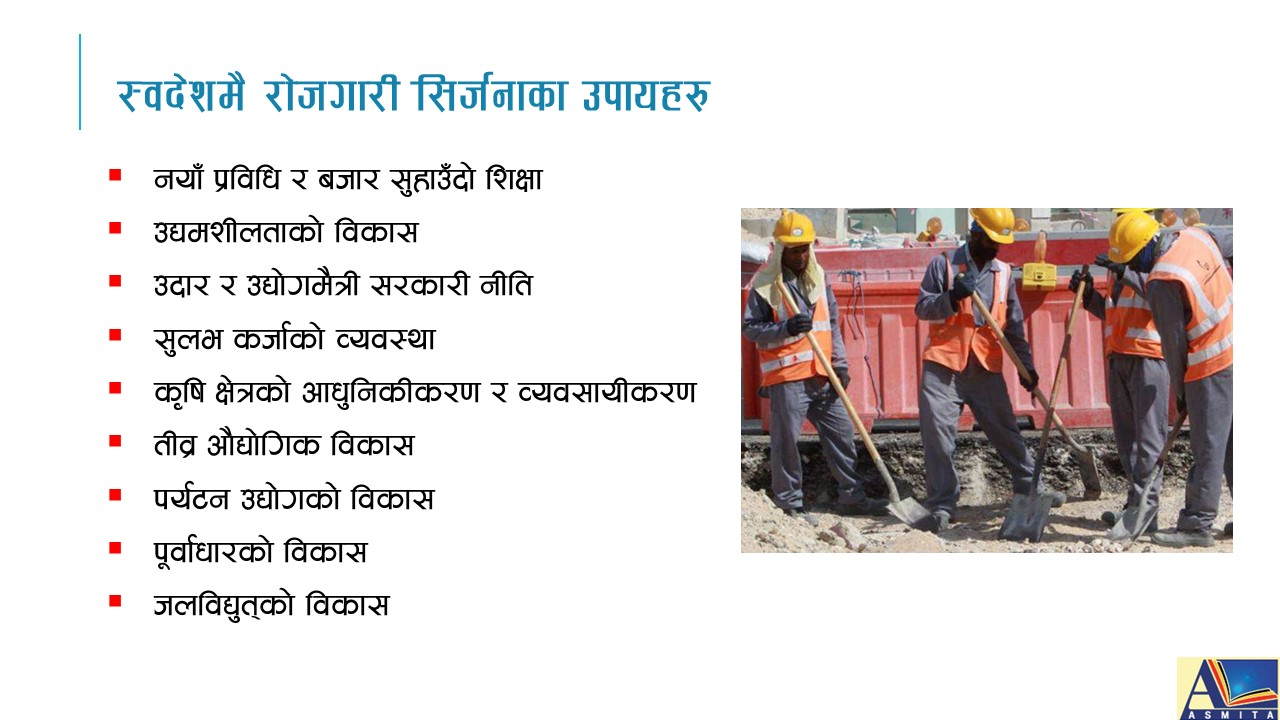 स्वदेशमै रोजगारी सिर्जनाका उपायहरु
नयाँ प्रविधि र बजार सुहाउँदो शिक्षा
उद्यमशीलताको विकास
उदार र उद्योगमैत्री सरकारी नीति
सुलभ कर्जाको व्यवस्था
कृषि क्षेत्रको आधुनिकीकरण र व्यवसायीकरण
तीव्र औद्योगिक विकास
पर्यटन उद्योगको विकास
पूर्वाधारको विकास
जलविद्युत्को विकास
ASMITA